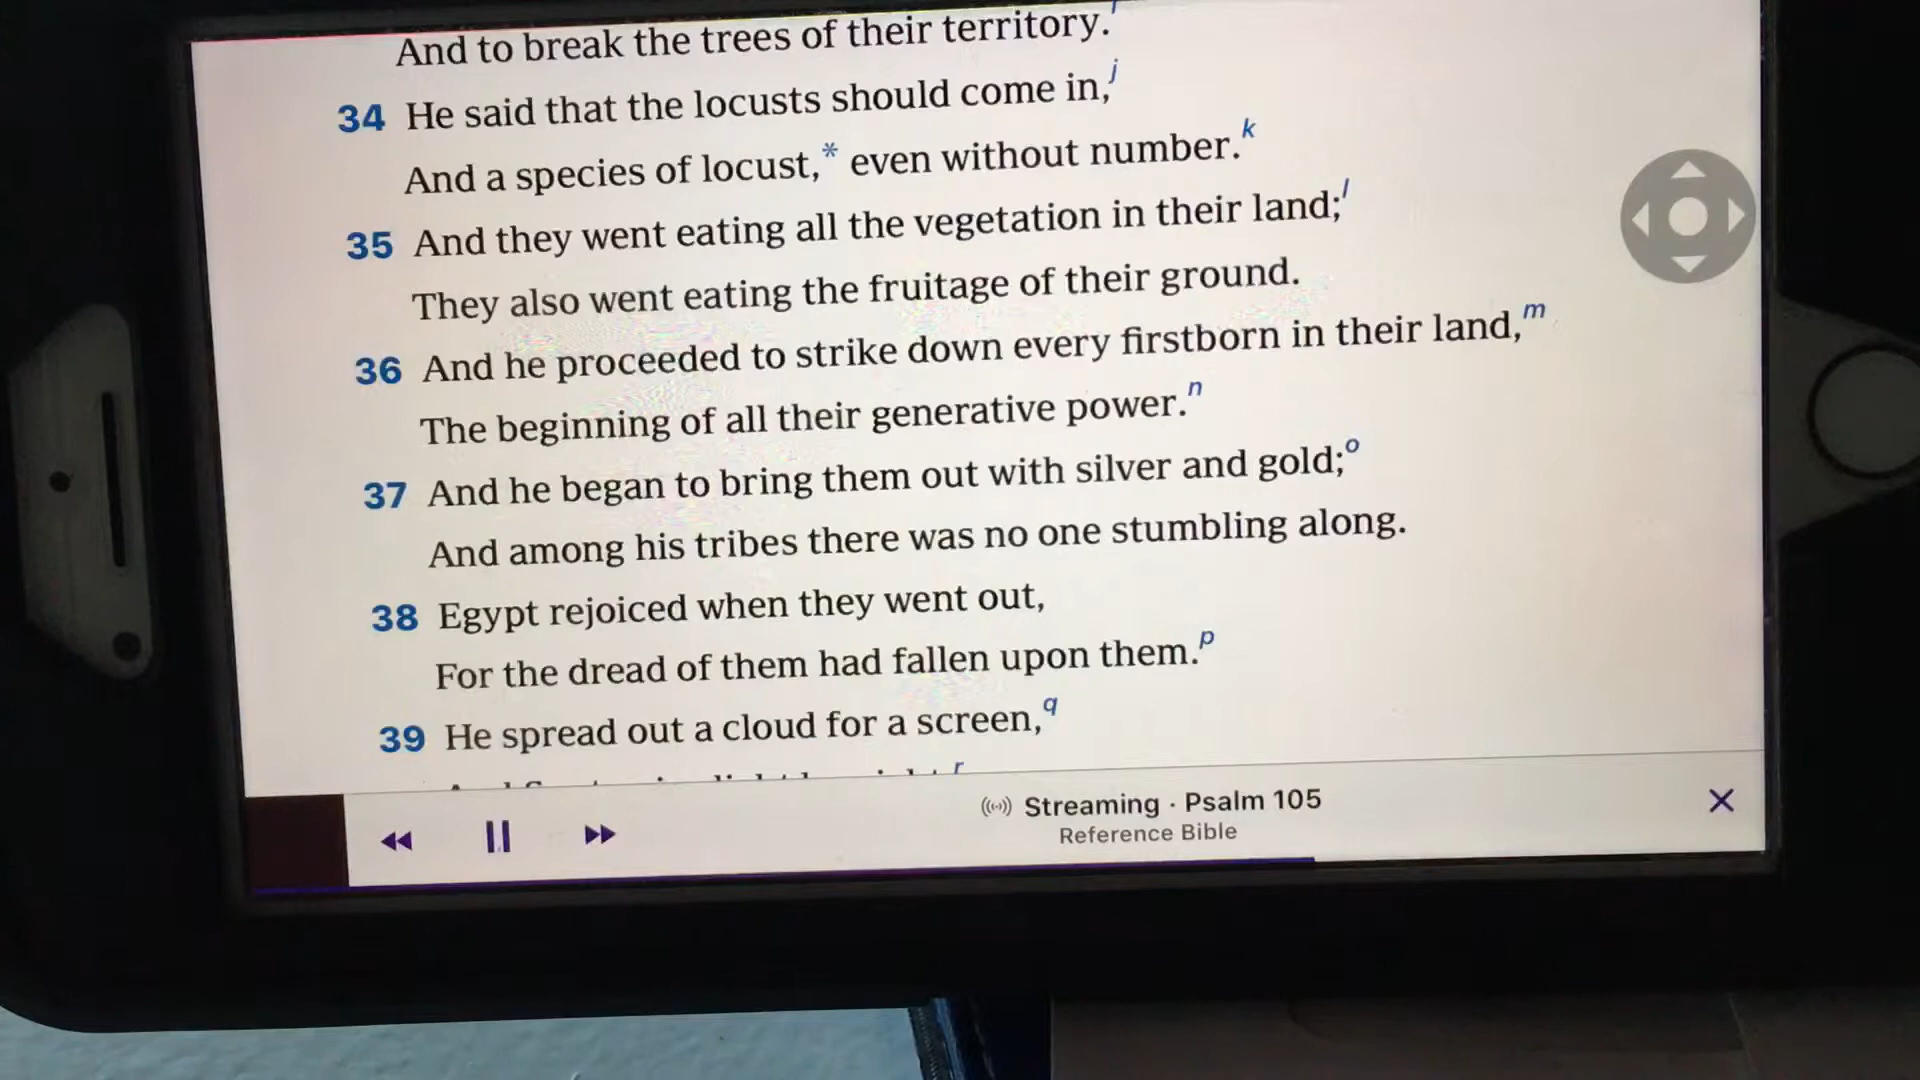 And to break the trees of their territory.
34 He said that the locusts should come in,j
And a species of locust,* even without number.k
35 And they went eating all the vegetation in their land;l
They also went eating the fruitage of their ground.
36 And he proceeded to strike down every firstborn in their land,m
The beginning of all their generative power.n
37 And he began to bring them out with silver and gold;o
And among his tribes there was no one stumbling along.
38 Egypt rejoiced when they went out,
For the dread of them had fallen upon them.p
39 He spread out a cloud for a screen,q
r
Streaming · Psalm 105
Reference Bible